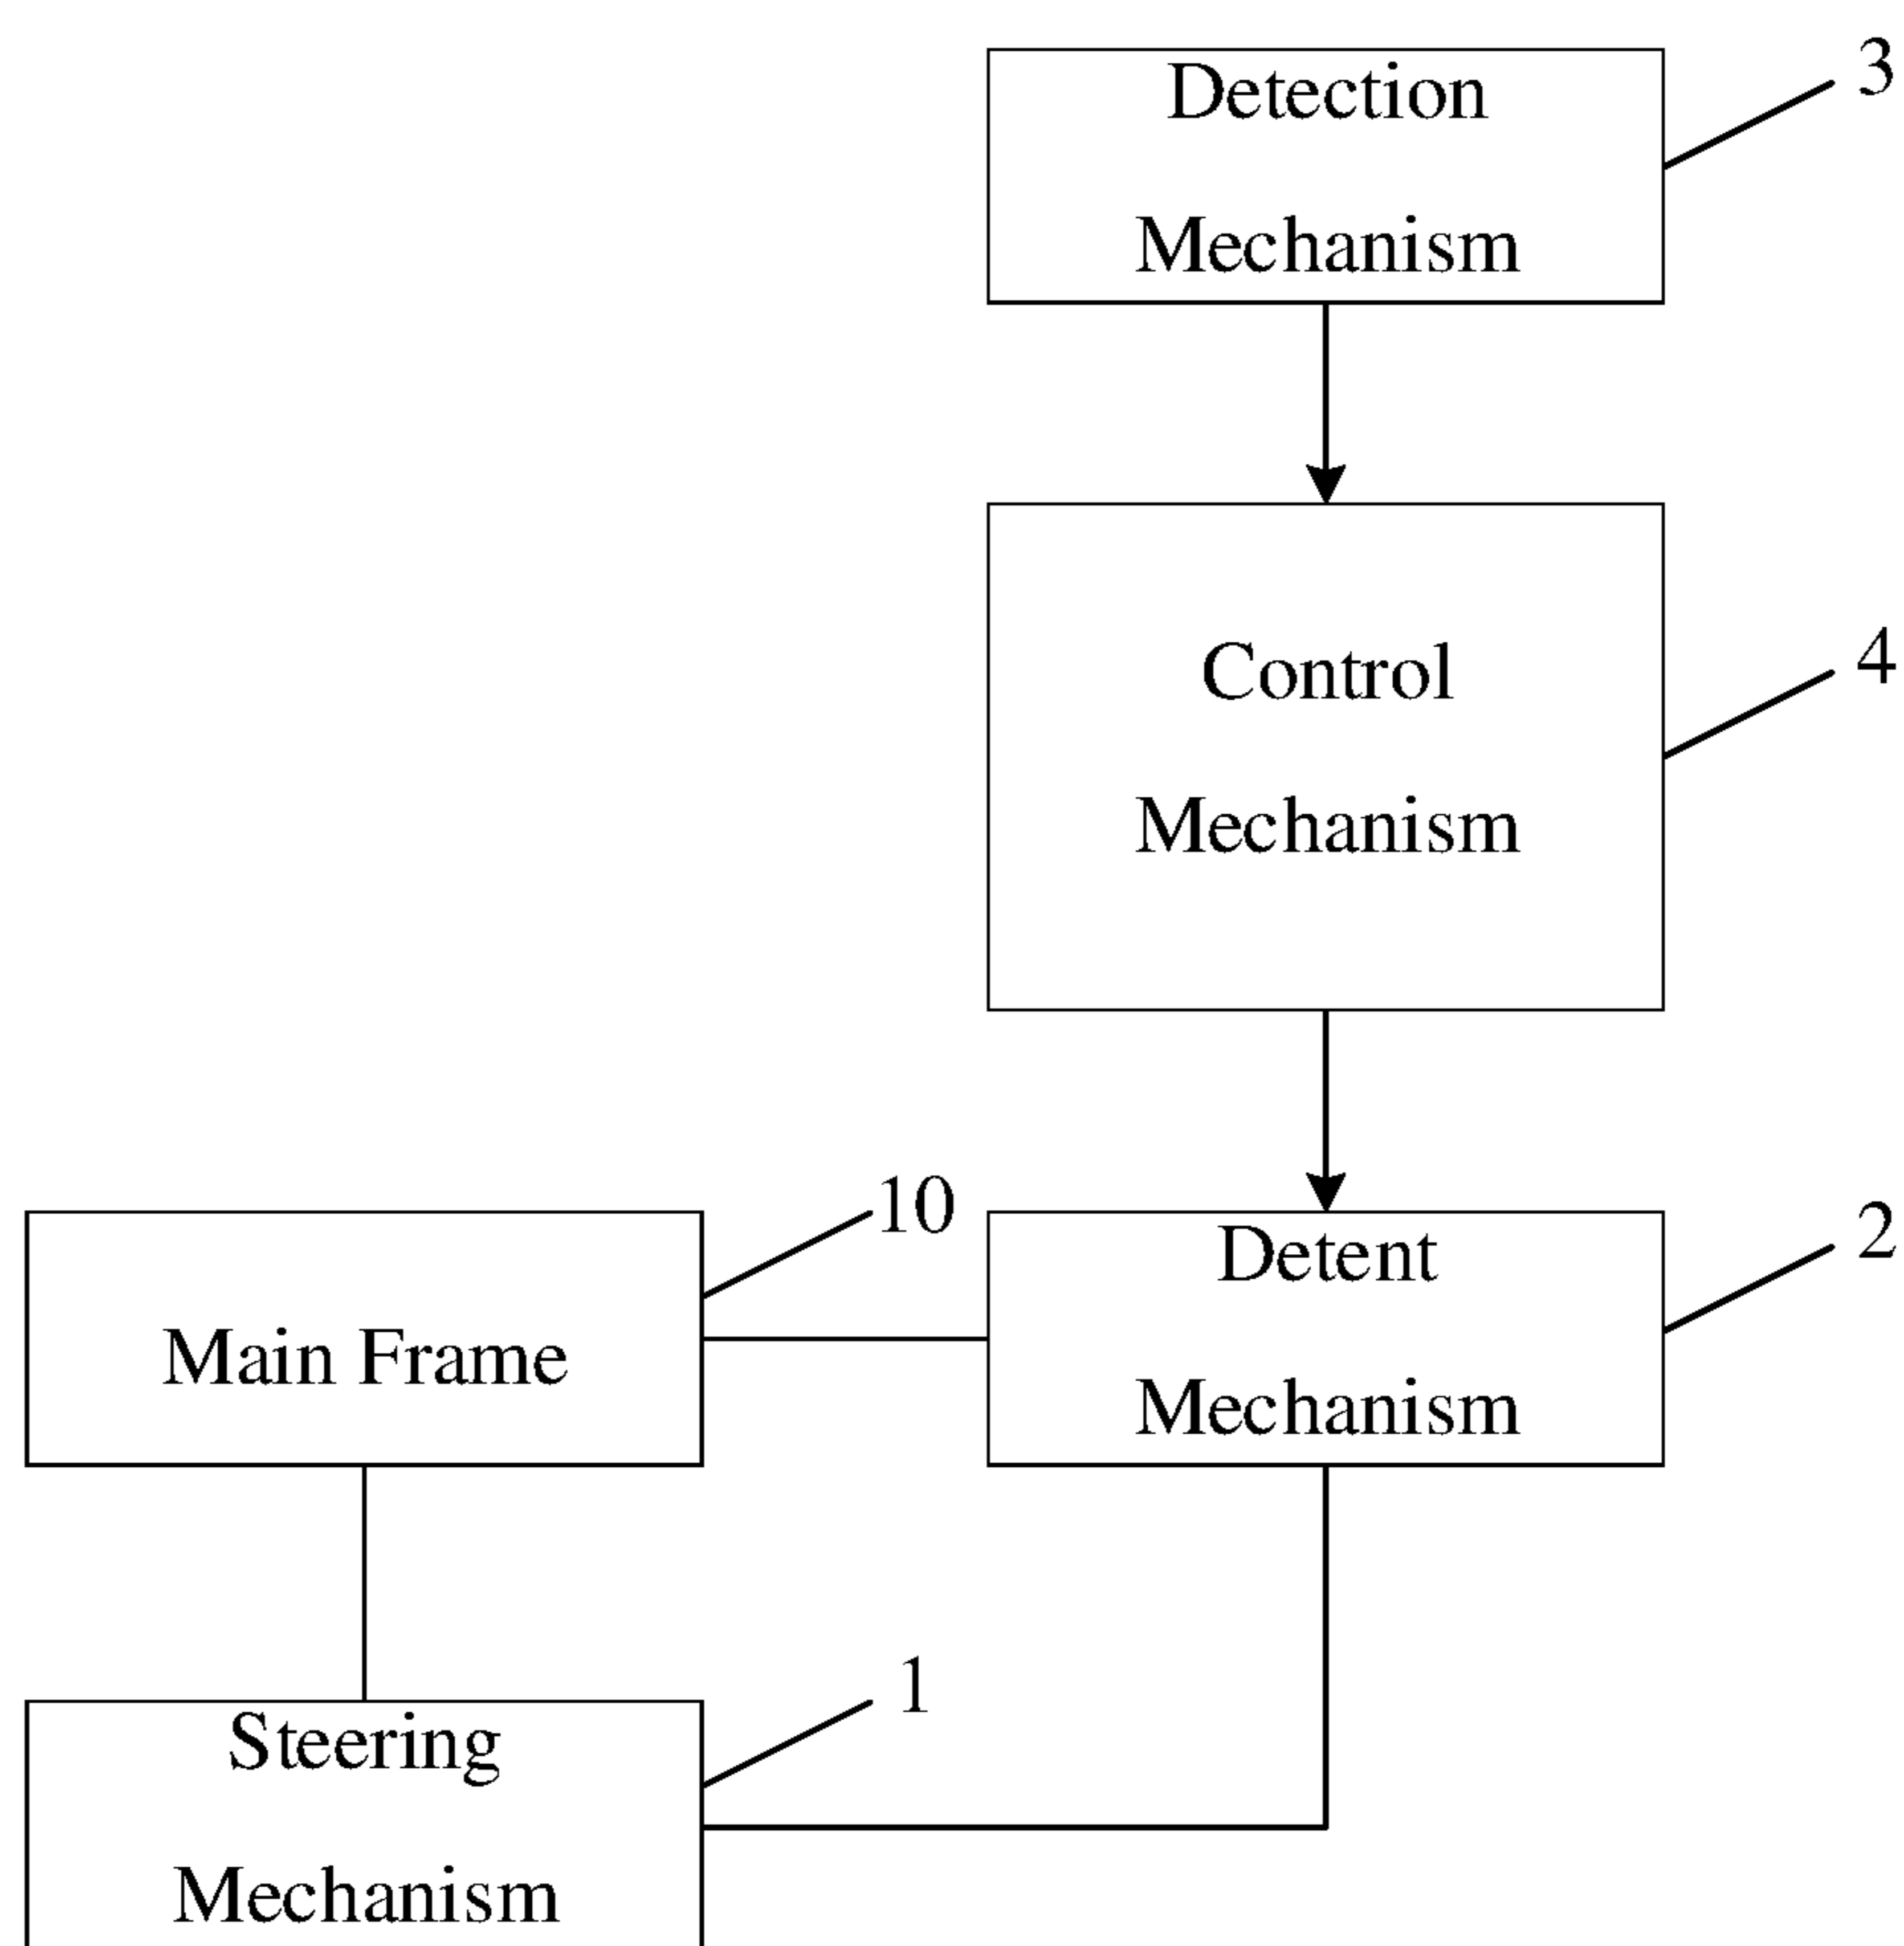 Detection
Mechanism
3
Control
Mechanism
4
10
Main Frame
Detent
Mechanism
2
1
Steering
Mechanism